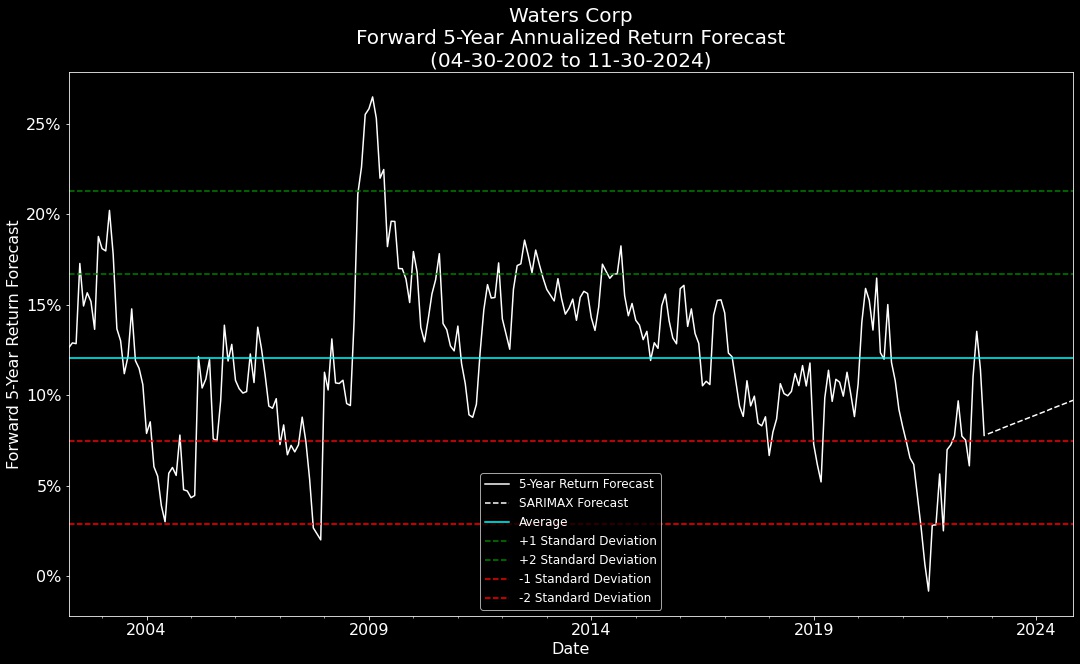 Waters Corp
Forward 5-Year Annualized Return Forecast
(04-30-2002 to 11-30-2024)
Forward 5-Year Return Forecast
25%
20%
15%
10%
5%
0%
5-Year Return Forecast
SARIMAX Forecast
Average
+1 Standard Deviation
+2 Standard Deviation
-1 Standard Deviation
-2 Standard Deviation
2004
2009
2014
2019
2024
Date